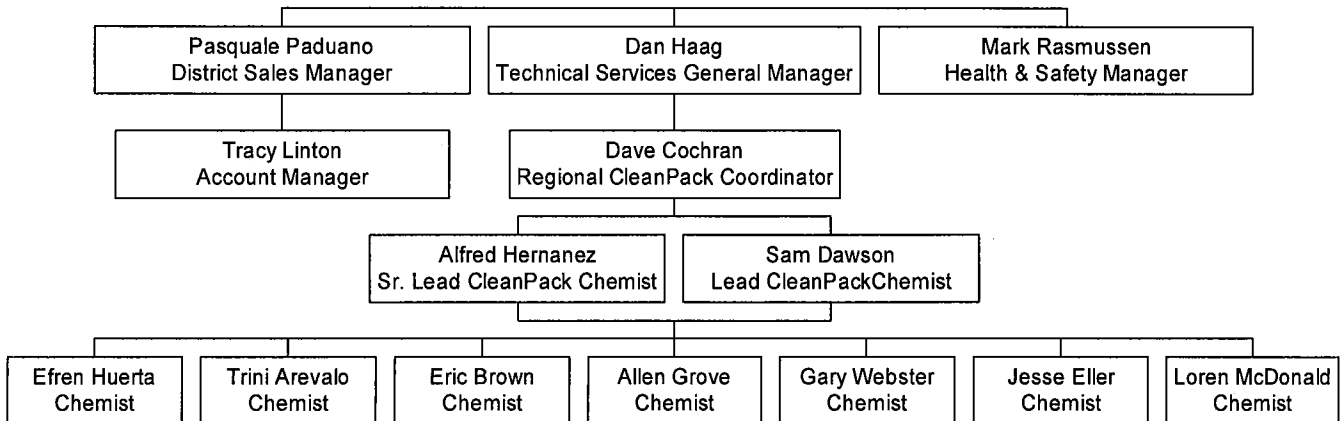 Pasquale Paduano
District Sales Manager
Dan Haag
Technical Services General Manager
Mark Rasmussen
Health & Safety Manager
Tracy Linton
Account Manager
Dave Cochran
Regional CleanPack Coordinator
Alfred Hernanez
Sr. Lead CleanPack Chemist
Sam Dawson
Lead CleanPackChemist
Efren Huerta
Chemist
Trini Arevalo
Chemist
Eric Brown
Chemist
Allen Grove
Chemist
Gary Webster
Chemist
Jesse Eller
Chemist
Loren McDonald
Chemist